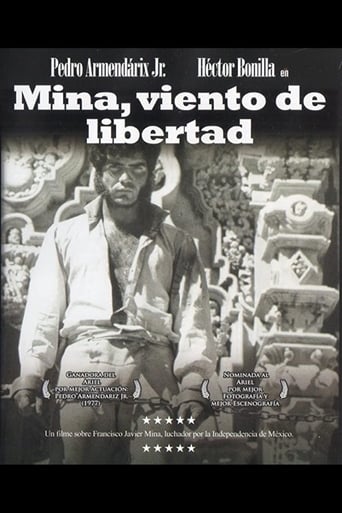 Pedro Armendárix Jr. Héctor Bonilla en
Mina, viento de
libertad
GANADORA DEL
ARIEL
POR MEJOR ACTUACIÓN:
PEDRO ARMENDARIZ JR.
(1977)
NOMINADA AL
ARIEL
POR MEJOR
FOTOGRAFÍA Y
MEJOR ESCENOGRAFÍA
Un filme sobre Francisco Javier Mina, luchador por la Independencia de México.